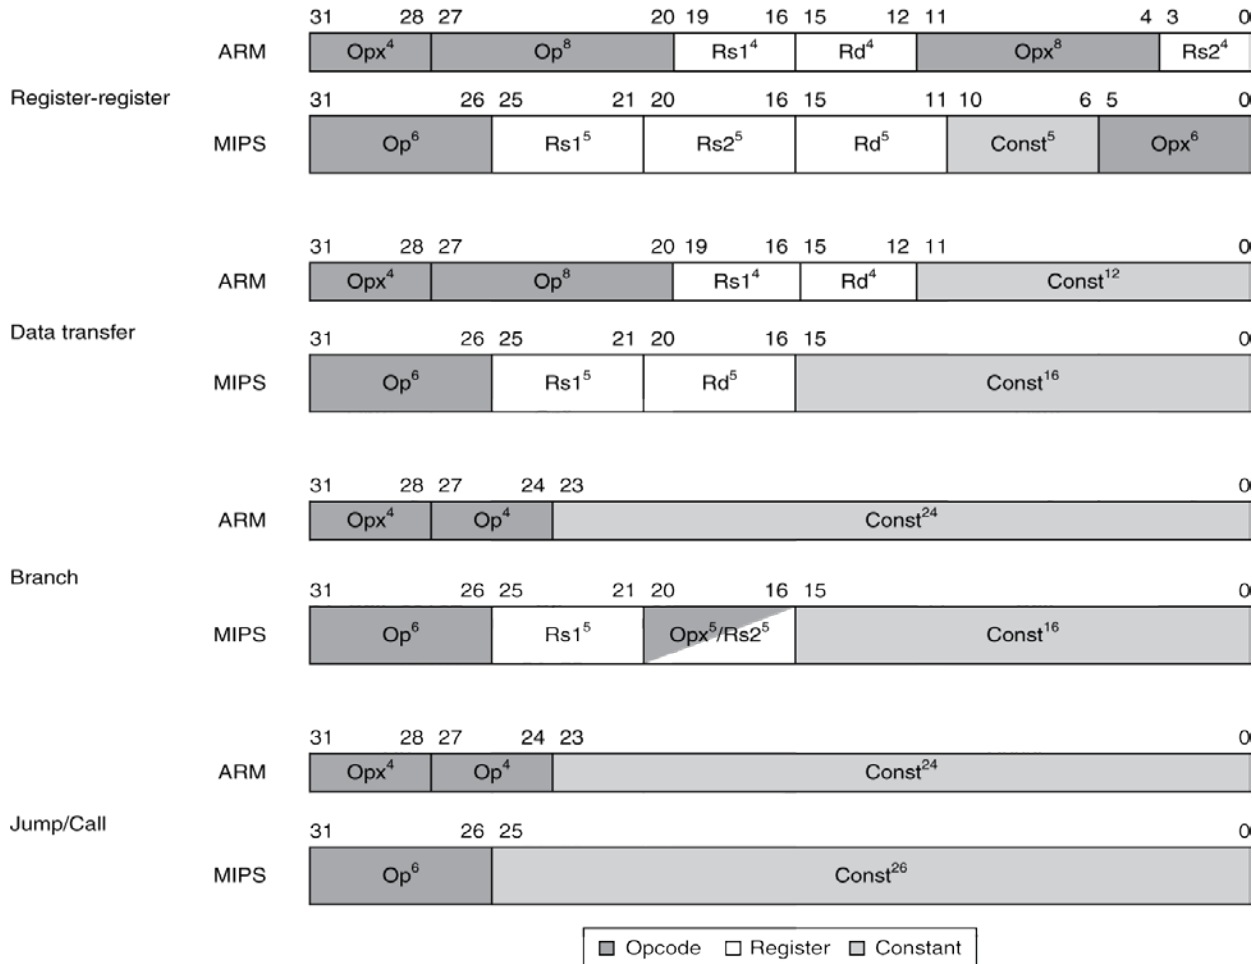 31 28 27 20 19 16 15 12 11 4 3 0
ARM Opx⁴ Op⁸ Rs1⁴ Rd⁴ Opx⁸ Rs2⁴
Register-register
31 26 25 21 20 16 15 11 10 6 5 0
MIPS Op⁶ Rs1⁵ Rs2⁵ Rd⁵ Const⁵ Opx⁶
31 28 27 20 19 16 15 12 11 0
ARM Opx⁴ Op⁸ Rs1⁴ Rd⁴ Const¹²
Data transfer
31 26 25 21 20 16 15 0
MIPS Op⁶ Rs1⁵ Rd⁵ Const¹⁶
31 28 27 24 23 0
ARM Opx⁴ Op⁴ Const²⁴
Branch
31 26 25 21 20 16 15 0
MIPS Op⁶ Rs1⁵ Opx⁵/Rs2⁵ Const¹⁶
31 28 27 24 23 0
ARM Opx⁴ Op⁴ Const²⁴
Jump/Call
31 26 25 0
MIPS Op⁶ Const²⁶
Opcode Register Constant